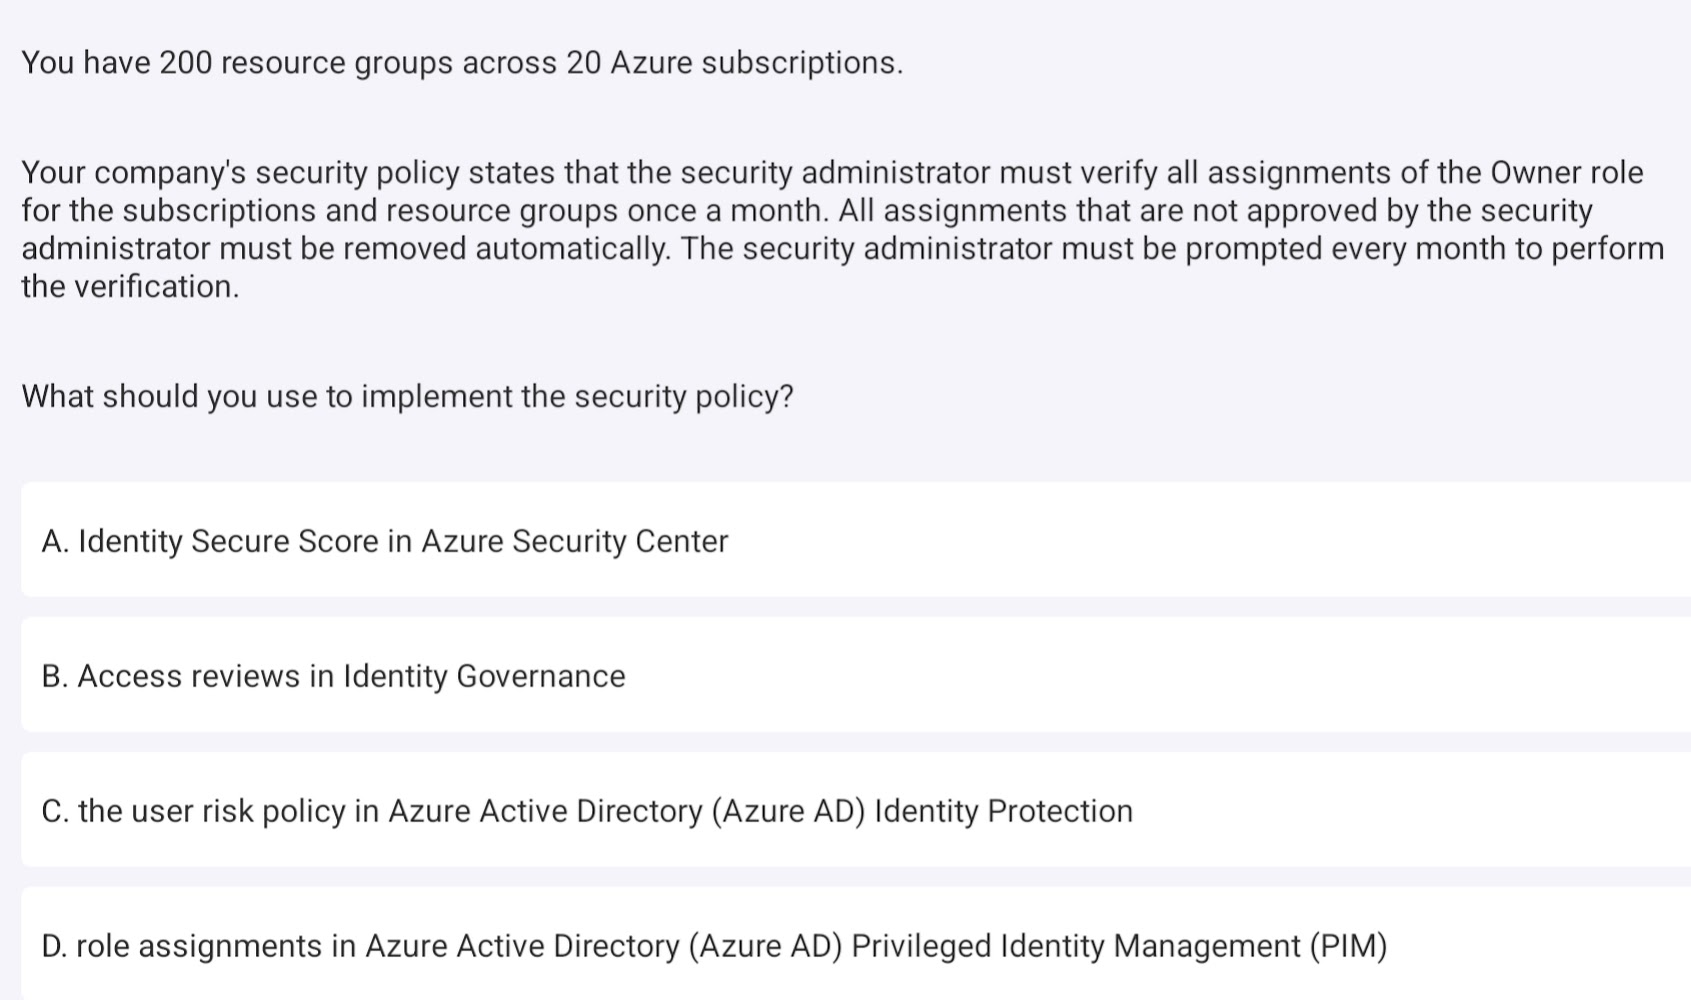 You have 200 resource groups across 20 Azure subscriptions.
Your company's security policy states that the security administrator must verify all assignments of the Owner role
for the subscriptions and resource groups once a month. All assignments that are not approved by the security
administrator must be removed automatically. The security administrator must be prompted every month to perform
the verification.
What should you use to implement the security policy?
A. Identity Secure Score in Azure Security Center
B. Access reviews in Identity Governance
C. the user risk policy in Azure Active Directory (Azure AD) Identity Protection
D. role assignments in Azure Active Directory (Azure AD) Privileged Identity Management (PIM)